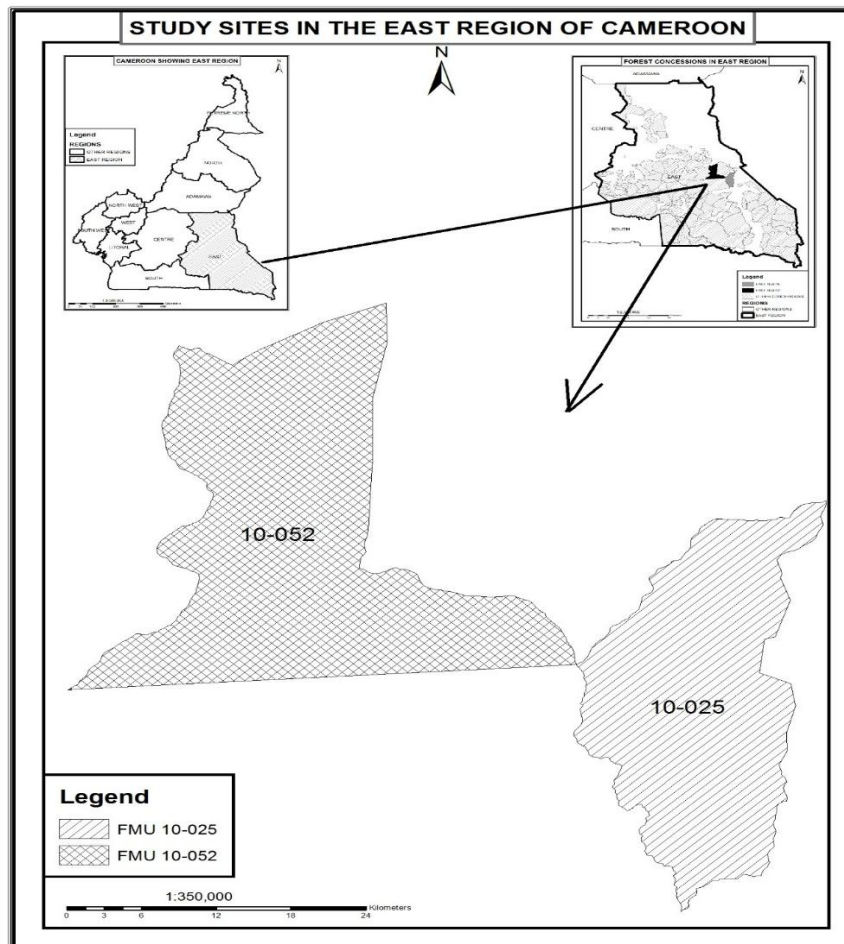 STUDY SITES IN THE EAST REGION OF CAMEROON
N
CAMEROON SHOWING EAST REGION
N
Legend
REGIONS
OTHER REGIONS
EAST REGION
NORTH
ADAMAWA
NORTH WEST
WEST
CENTRE
EAST
SOUTH
FOREST CONCESSIONS IN EAST REGION
N
ADAMAWA
CENTRE
EAST
SOUTH
Legend
REGIONS
OTHER REGIONS
EAST REGION
10-052
10-025
Legend
FMU 10-025
FMU 10-052
1:350,000
Kilometers
0 3 6 12 18 24